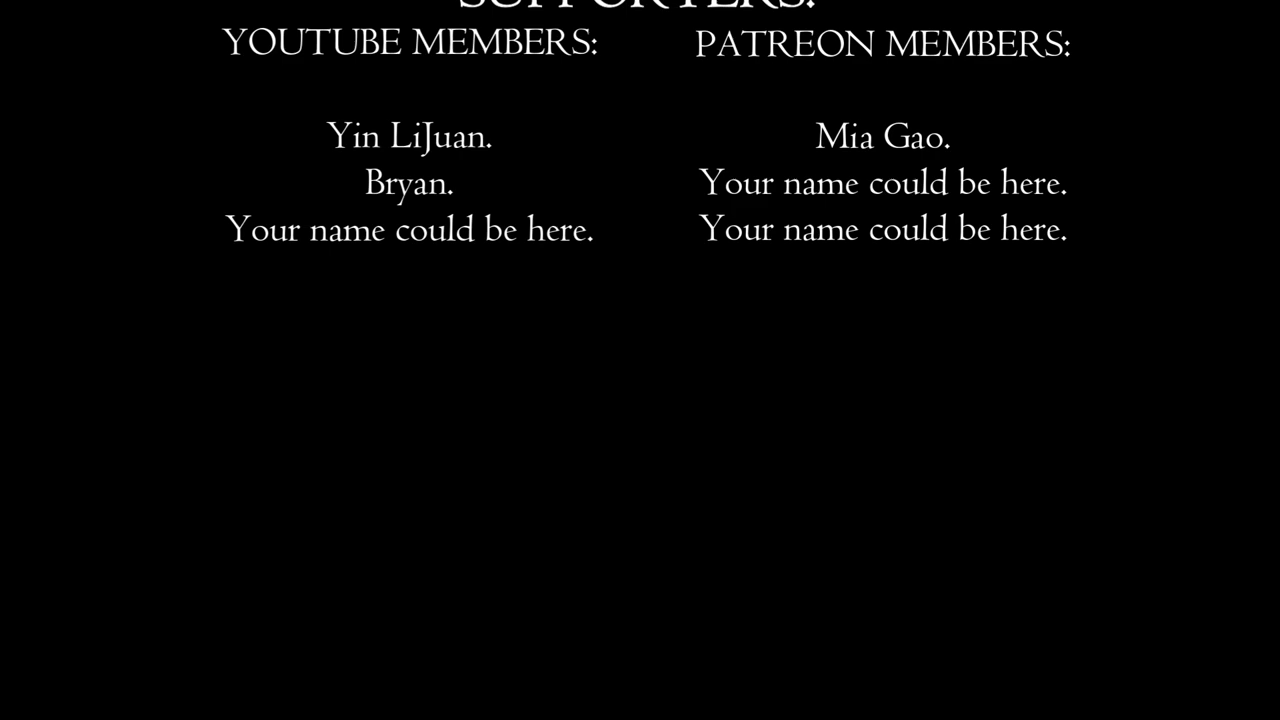 SUPPORTERS:
YOUTUBE MEMBERS:
Yin LiJuan.
Bryan.
Your name could be here.
PATREON MEMBERS:
Mia Gao.
Your name could be here.
Your name could be here.